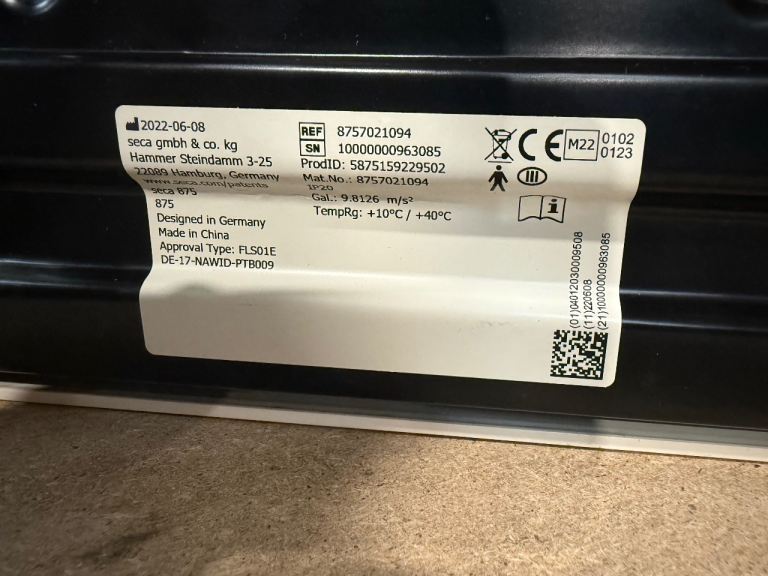 2022-06-08
seca gmbh & co. kg
Hammer Steindamm 3-25
22089 Hamburg, Germany
www.seca.com/patents
seca 875
875
Designed in Germany
Made in China
Approval Type: FLS01E
DE-17-NAWID-PTB009
REF 8757021094
SN 10000000963085
ProdID: 5875159229502
Mat.No.: 8757021094
IP20
Gal.: 9.8126 m/s²
TempRg: +10°C / +40°C
CE M22 0102
0123
III
i
(01)04012030009508
(11)220608
(21)10000000963085